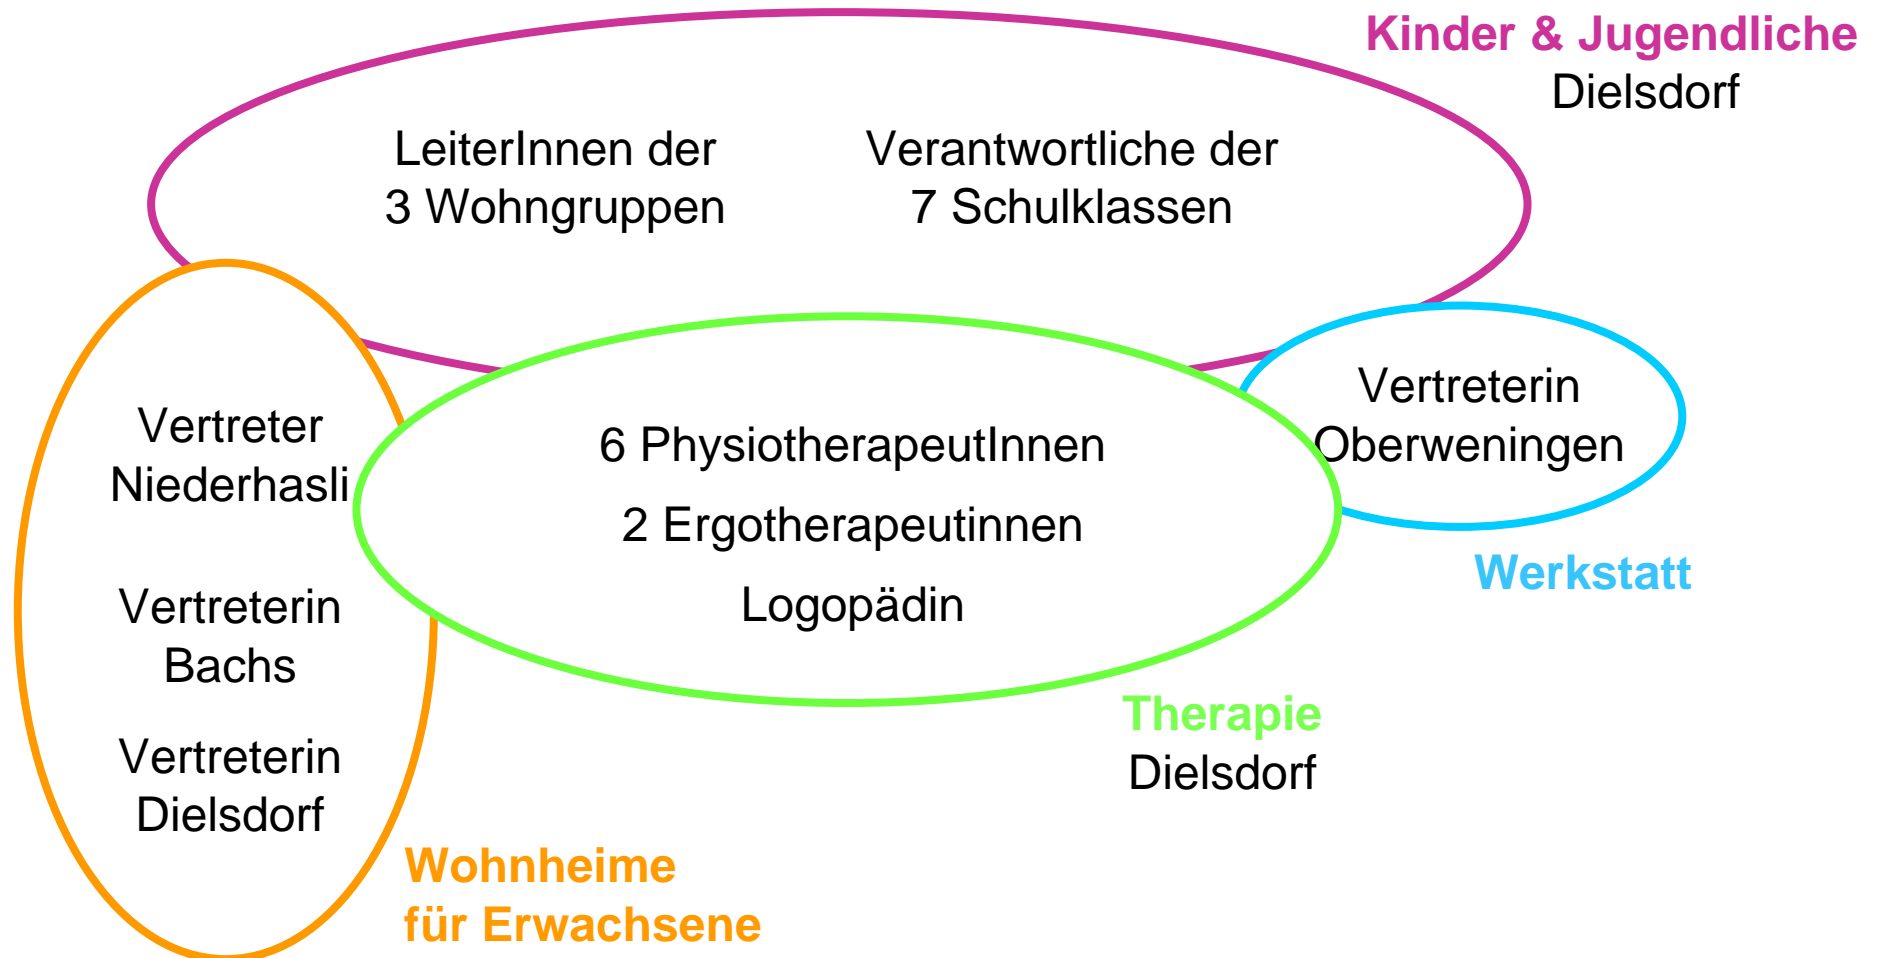 Kinder & Jugendliche
Dielsdorf
LeiterInnen der
3 Wohngruppen
Verantwortliche der
7 Schulklassen
Vertreter
Niederhasli
Vertreterin
Bachs
Vertreterin
Dielsdorf
6 PhysiotherapeutInnen
2 Ergotherapeutinnen
Logopädin
Vertreterin
Oberweningen
Werkstatt
Therapie
Dielsdorf
Wohnheime
für Erwachsene